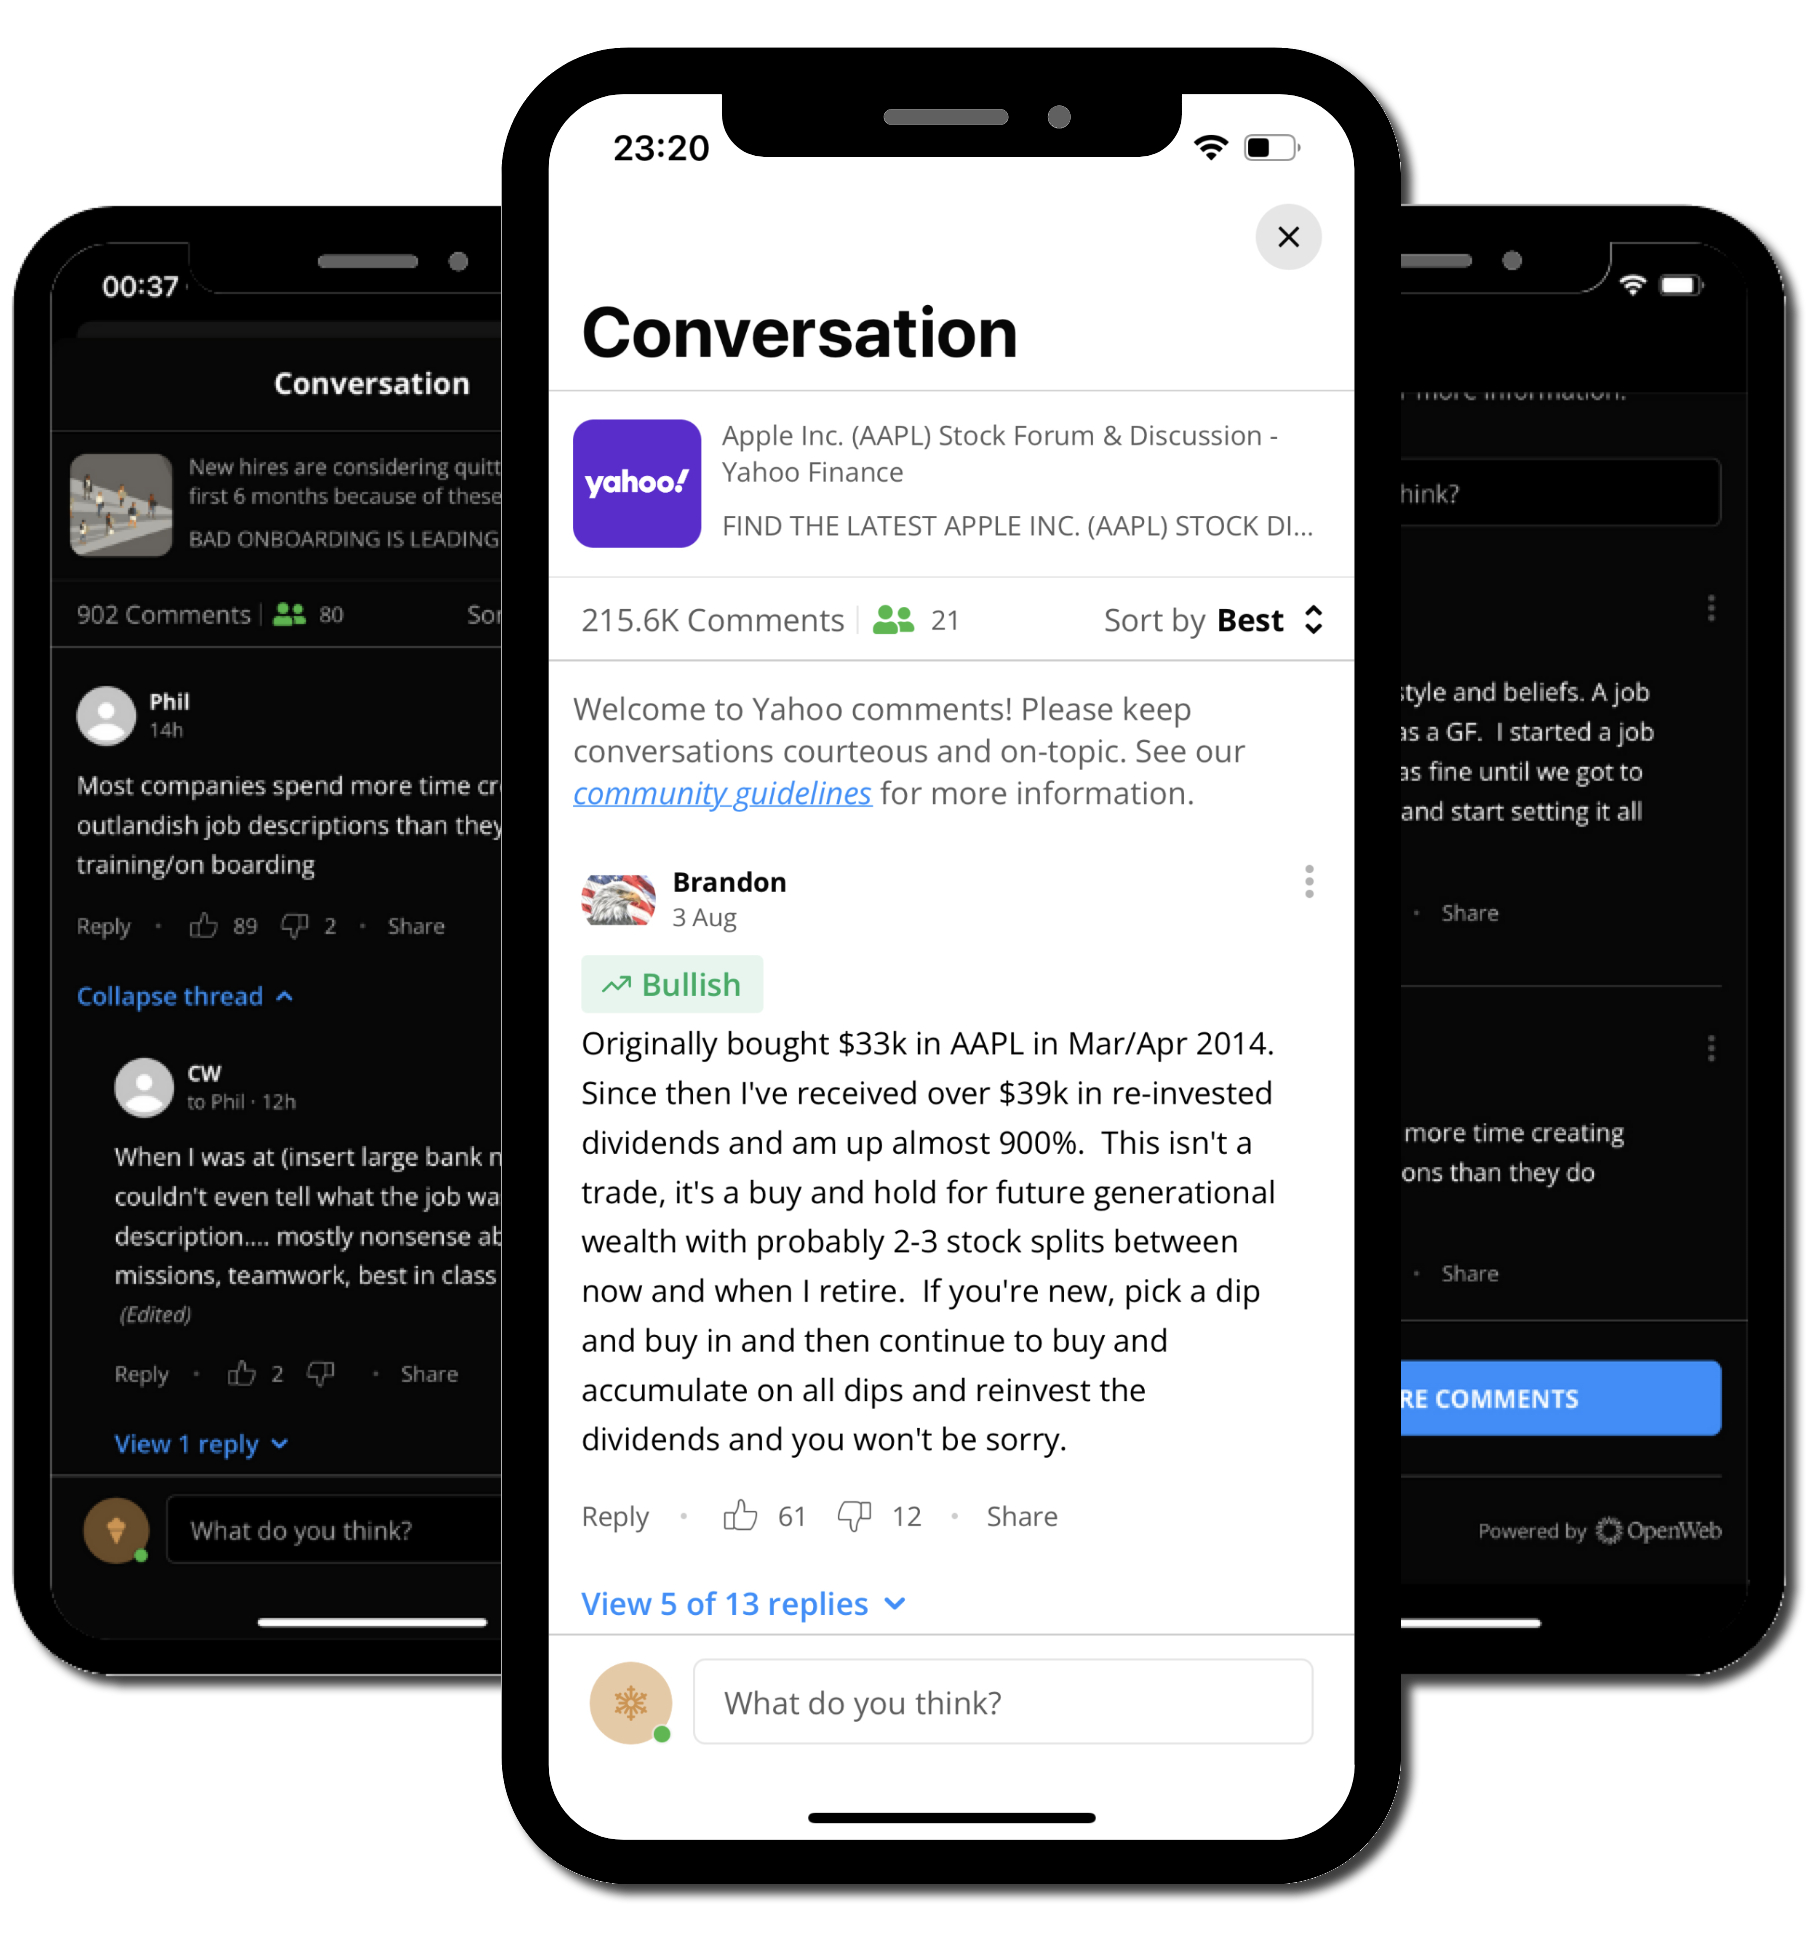 00:37
Conversation
New hires are considering quitt
first 6 months because of these
BAD ONBOARDING IS LEADING
902 Comments
80
Sor
Phil
14h
Most companies spend more time cr
outlandish job descriptions than they
training/on boarding
Reply · 89 2 · Share
Collapse thread
CW
to Phil · 12h
When I was at (insert large bank n
couldn't even tell what the job wa
description.... mostly nonsense ab
missions, teamwork, best in class
(Edited)
Reply · 2 · Share
View 1 reply
What do you think?
23:20
Conversation
yahoo!
Apple Inc. (AAPL) Stock Forum & Discussion -
Yahoo Finance
FIND THE LATEST APPLE INC. (AAPL) STOCK DI...
215.6K Comments
21
Sort by Best
Welcome to Yahoo comments! Please keep
conversations courteous and on-topic. See our
community guidelines for more information.
Brandon
3 Aug
Bullish
Originally bought $33k in AAPL in Mar/Apr 2014.
Since then I've received over $39k in re-invested
dividends and am up almost 900%.  This isn't a
trade, it's a buy and hold for future generational
wealth with probably 2-3 stock splits between
now and when I retire.  If you're new, pick a dip
and buy in and then continue to buy and
accumulate on all dips and reinvest the
dividends and you won't be sorry.
Reply · 61 12 · Share
View 5 of 13 replies
What do you think?
more information.
hink?
style and beliefs. A job
as a GF.  I started a job
as fine until we got to
and start setting it all
· Share
more time creating
ons than they do
· Share
RE COMMENTS
Powered by OpenWeb